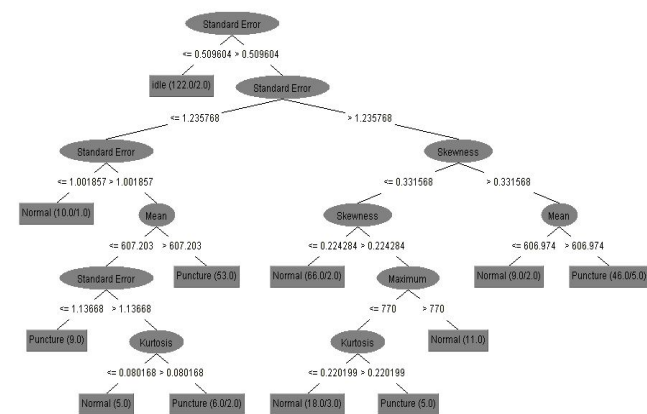 Standard Error
<= 0.509604 > 0.509604
idle (122.0/2.0)
Standard Error
<= 1.235768
> 1.235768
Standard Error
Skewness
<= 1.001857 > 1.001857
<= 0.331568
> 0.331568
Normal (10.0/1.0)
Mean
Skewness
Mean
<= 607.203
> 607.203
<= 0.224284 > 0.224284
<= 606.974
> 606.974
Standard Error
Puncture (53.0)
Normal (66.0/2.0)
Maximum
Normal (9.0/2.0)
Puncture (46.0/5.0)
<= 1.13668
> 1.13668
<= 770
> 770
Puncture (9.0)
Kurtosis
Kurtosis
Normal (11.0)
<= 0.080168 > 0.080168
<= 0.220199 > 0.220199
Normal (5.0)
Puncture (6.0/2.0)
Normal (18.0/3.0)
Puncture (5.0)